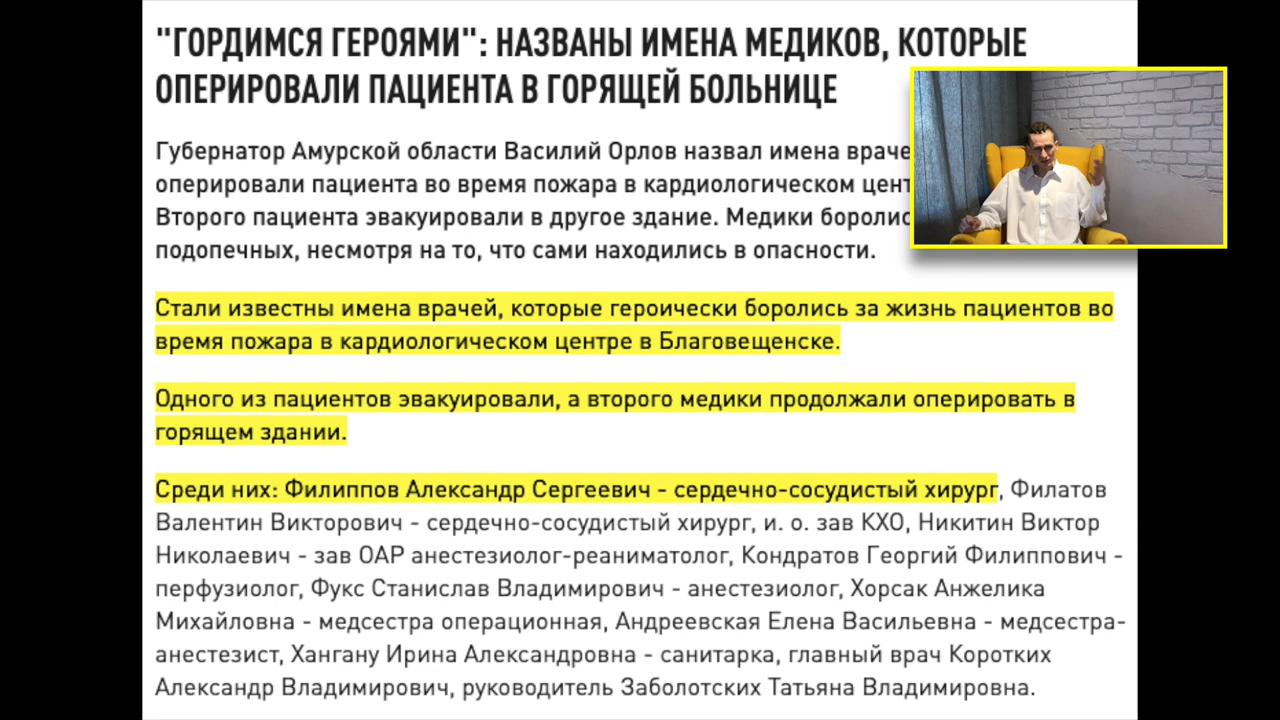 "ГОРДИМСЯ ГЕРОЯМИ": НАЗВАНЫ ИМЕНА МЕДИКОВ, КОТОРЫЕ
ОПЕРИРОВАЛИ ПАЦИЕНТА В ГОРЯЩЕЙ БОЛЬНИЦЕ
Губернатор Амурской области Василий Орлов назвал имена
оперировали пациента во время пожара в кардиологическом
Второго пациента эвакуировали в другое здание. Медики
подопечных, несмотря на то, что сами находились в опасности.
Стали известны имена врачей, которые героически боролись за жизнь пациентов во
время пожара в кардиологическом центре в Благовещенске.
Одного из пациентов эвакуировали, а второго медики продолжали оперировать в
горящем здании.
Среди них: Филиппов Александр Сергеевич - сердечно-сосудистый хирург, Филатов
Валентин Викторович - сердечно-сосудистый хирург, и. о. зав КХО, Никитин Виктор
Николаевич - зав ОАР анестезиолог-реаниматолог, Кондратов Георгий Филиппович -
перфузиолог, Фукс Станислав Владимирович - анестезиолог, Хорсак Анжелика
Михайловна - медсестра операционная, Андреевская Елена Васильевна - медсестра-
анестезист, Хангану Ирина Александровна - санитарка, главный врач Коротких
Александр Владимирович, руководитель Заболотских Татьяна Владимировна.